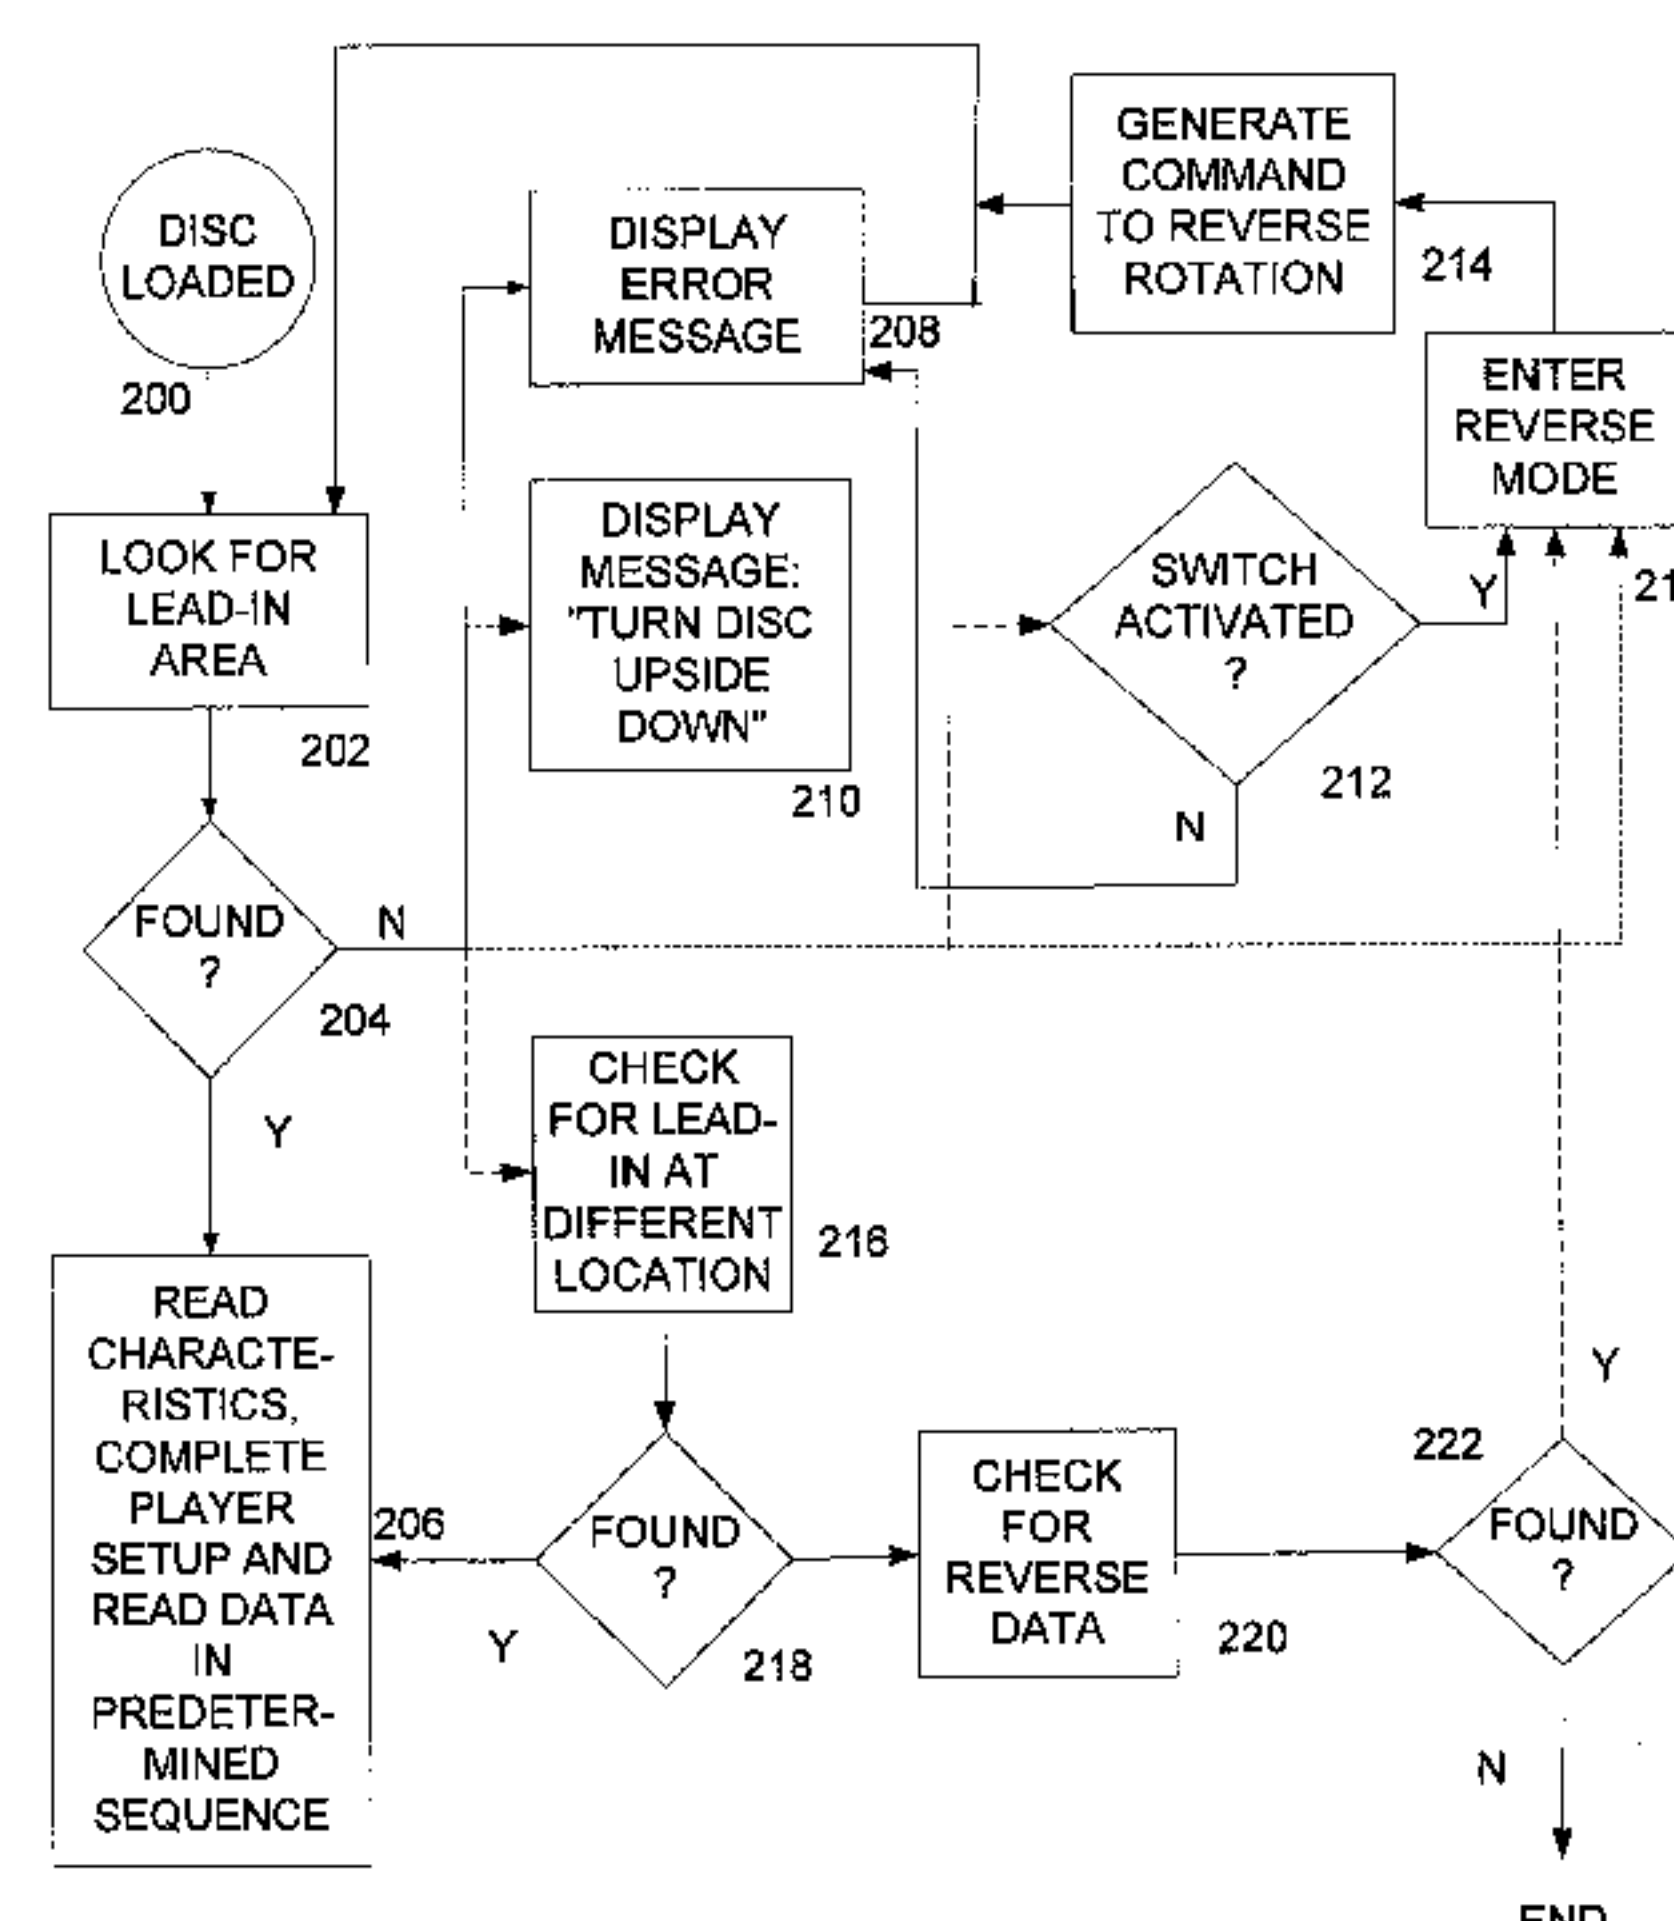 DISC
LOADED
200
DISPLAY
ERROR
MESSAGE
208
GENERATE
COMMAND
TO REVERSE
ROTATION
214
ENTER
REVERSE
MODE
LOOK FOR
LEAD-IN
AREA
202
DISPLAY
MESSAGE:
"TURN DISC
UPSIDE
DOWN"
210
SWITCH
ACTIVATED
?
212
Y
N
21
FOUND
?
204
N
Y
CHECK
FOR LEAD-
IN AT
DIFFERENT
LOCATION
216
READ
CHARACTE-
RISTICS,
COMPLETE
PLAYER
SETUP AND
READ DATA
IN
PREDETER-
MINED
SEQUENCE
206
Y
FOUND
?
218
CHECK
FOR
REVERSE
DATA
220
Y
222
FOUND
?
N
END